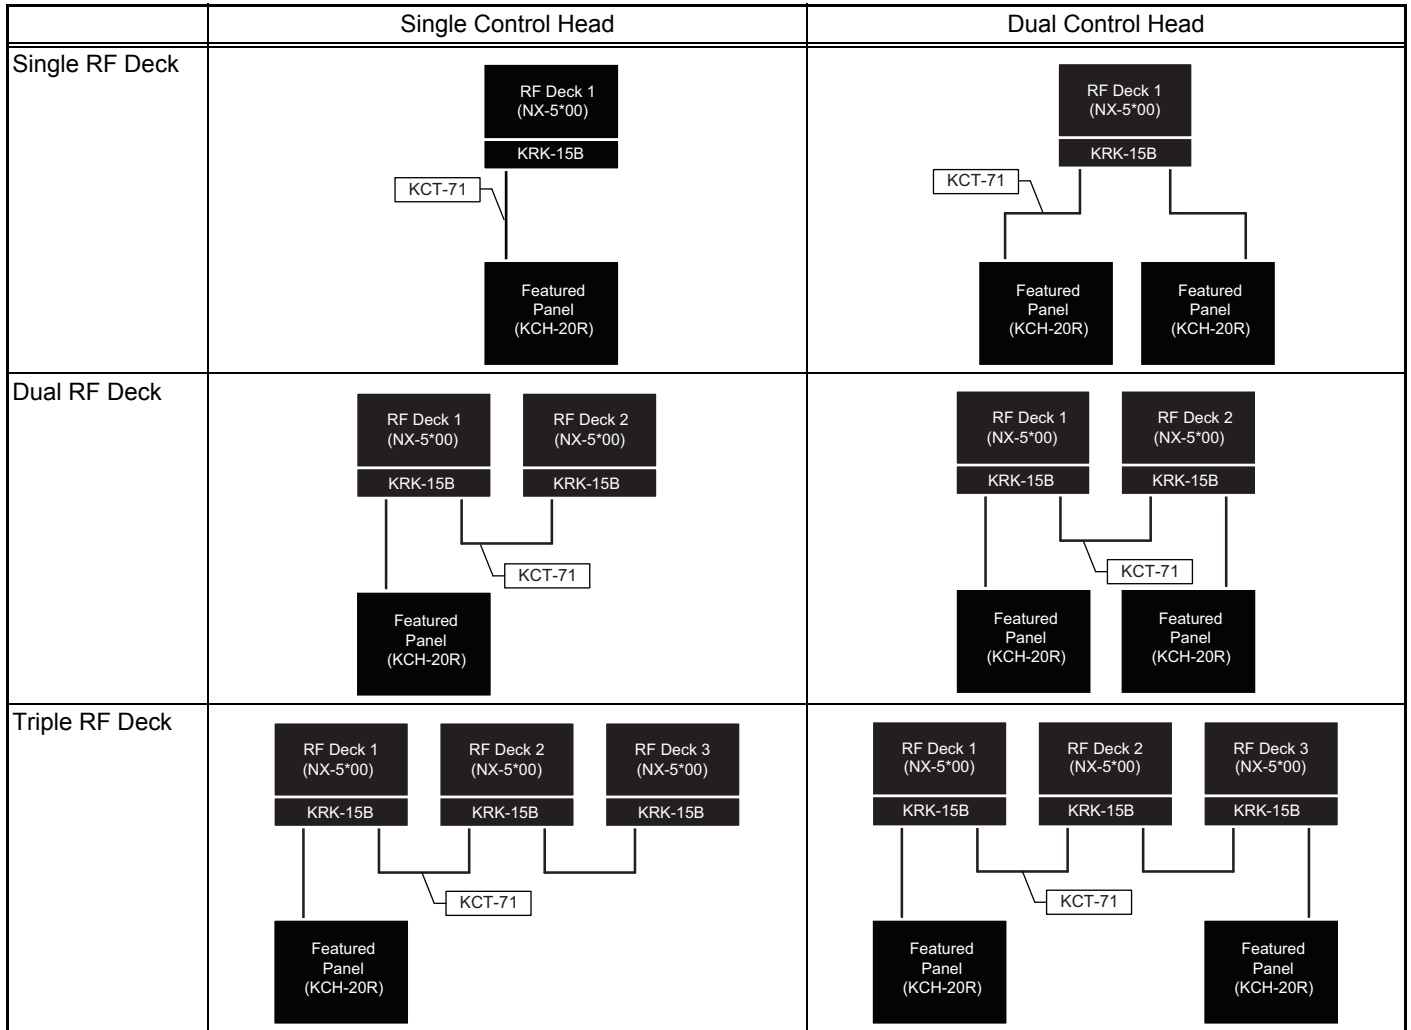 Single Control Head
Dual Control Head
Single RF Deck
RF Deck 1
(NX-5*00)
KRK-15B
KCT-71
Featured
Panel
(KCH-20R)
RF Deck 1
(NX-5*00)
KRK-15B
KCT-71
Featured
Panel
(KCH-20R)
Featured
Panel
(KCH-20R)
Dual RF Deck
RF Deck 1
(NX-5*00)
KRK-15B
RF Deck 2
(NX-5*00)
KRK-15B
KCT-71
Featured
Panel
(KCH-20R)
RF Deck 1
(NX-5*00)
KRK-15B
RF Deck 2
(NX-5*00)
KRK-15B
KCT-71
Featured
Panel
(KCH-20R)
Featured
Panel
(KCH-20R)
Triple RF Deck
RF Deck 1
(NX-5*00)
KRK-15B
RF Deck 2
(NX-5*00)
KRK-15B
RF Deck 3
(NX-5*00)
KRK-15B
KCT-71
Featured
Panel
(KCH-20R)
RF Deck 1
(NX-5*00)
KRK-15B
RF Deck 2
(NX-5*00)
KRK-15B
RF Deck 3
(NX-5*00)
KRK-15B
KCT-71
Featured
Panel
(KCH-20R)
Featured
Panel
(KCH-20R)